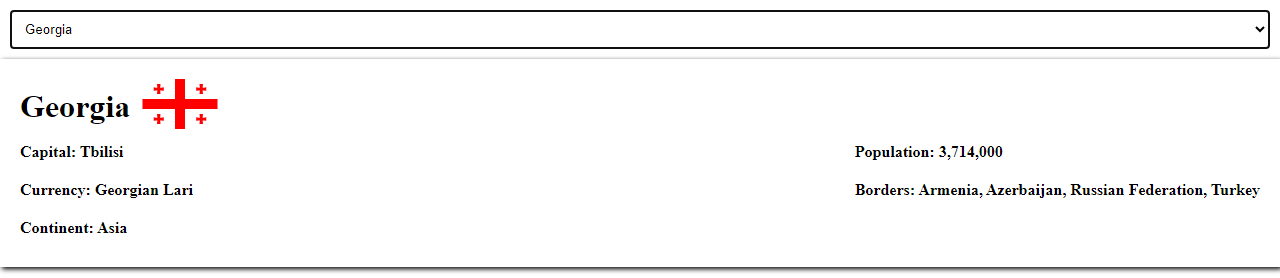 Georgia
Georgia
Capital: Tbilisi
Population: 3,714,000
Currency: Georgian Lari
Borders: Armenia, Azerbaijan, Russian Federation, Turkey
Continent: Asia